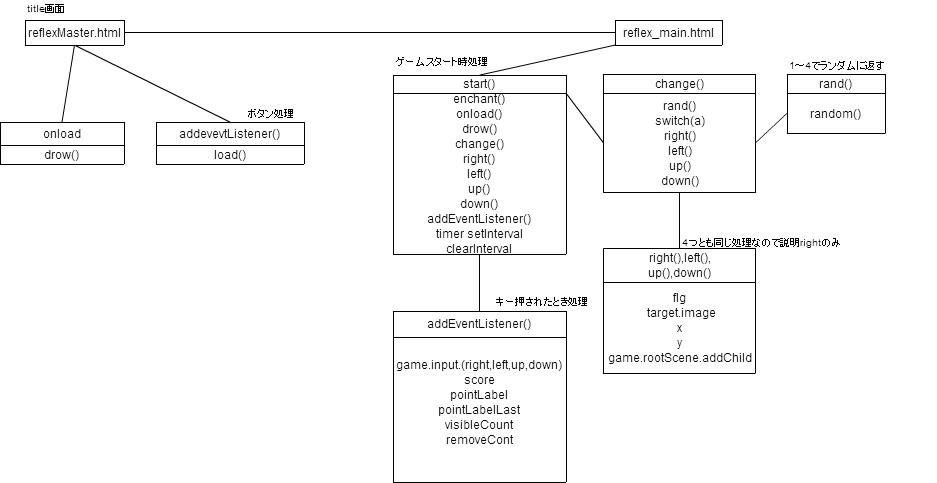 title画面
reflexMaster.html
reflex_main.html
ゲームスタート時処理
1～4でランダムに返す
start()
change()
rand()
enchant()
onload()
drow()
change()
right()
left()
up()
down()
addEventListener()
timer setInterval
clearInterval
rand()
switch(a)
right()
left()
up()
down()
random()
ボタン処理
onload
drow()
addevevtListener()
load()
4つとも同じ処理なので説明rightのみ
right(),left(),
up(),down()
flg
target.image
x
y
game.rootScene.addChild
キー押されたとき処理
addEventListener()
game.input.(right,left,up,down)
score
pointLabel
pointLabelLast
visibleCount
removeCont